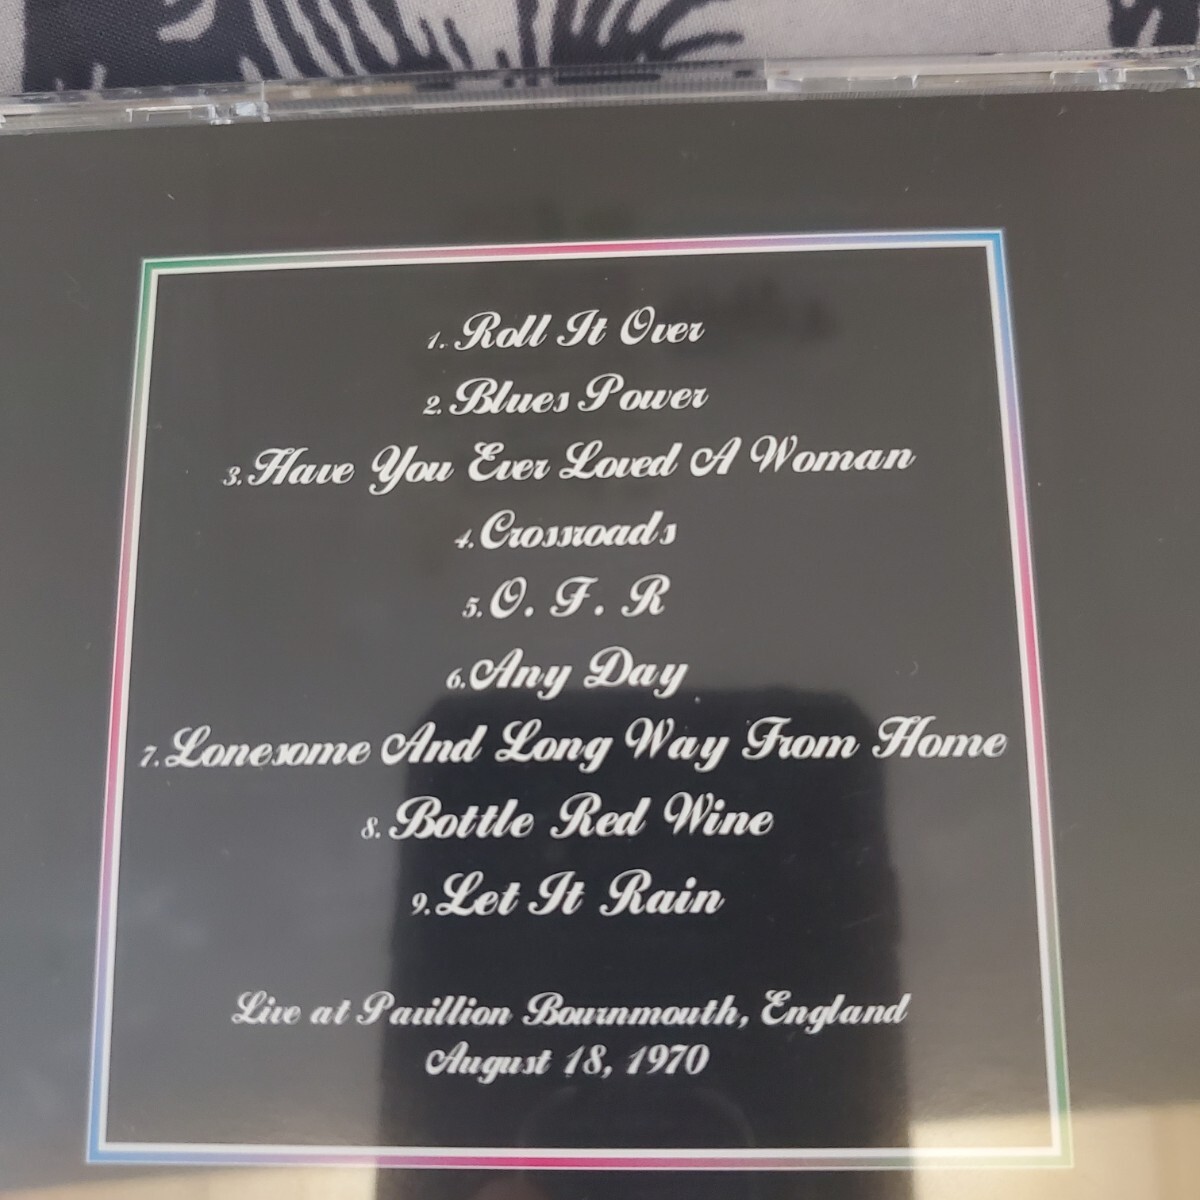 1. Roll It Over
2. Blues Power
3. Have You Ever Loved A Woman
4. Crossroads
5. O. F. R
6. Any Day
7. Lonesome And Long Way From Home
8. Bottle Red Wine
9. Let It Rain
Live at Pavillion Bournmouth, England
August 18, 1970